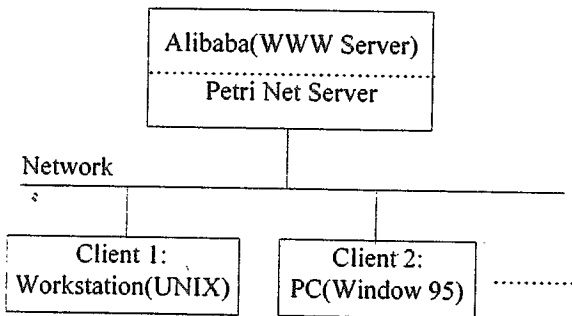 Alibaba(WWW Server)
Petri Net Server
Network
Client 1:
Workstation(UNIX)
Client 2:
PC(Window 95)